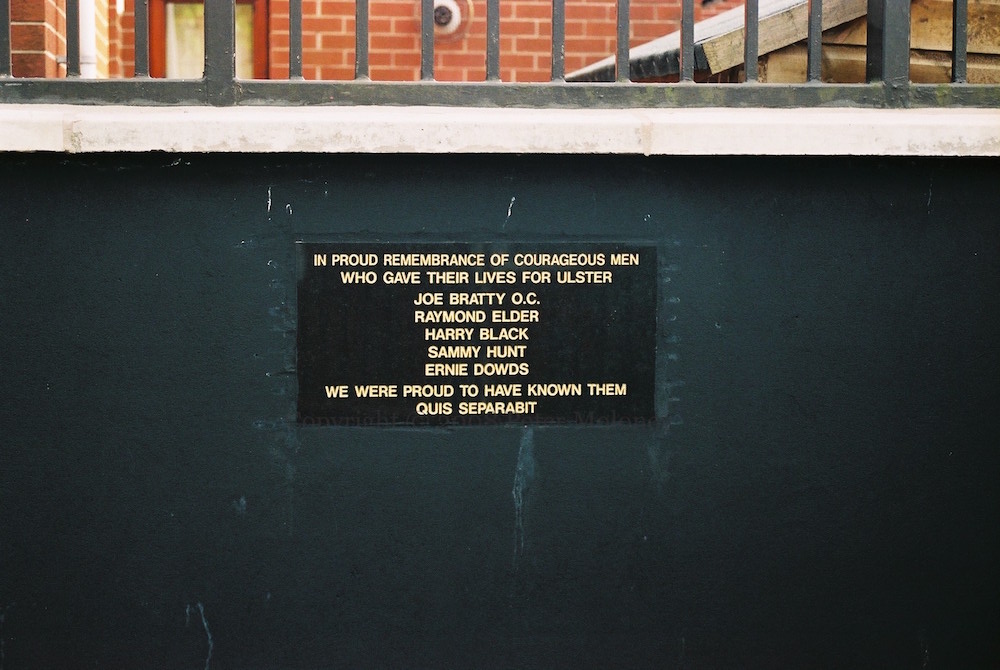 IN PROUD REMEMBRANCE OF COURAGEOUS MEN
WHO GAVE THEIR LIVES FOR ULSTER
JOE BRATTY O.C.
RAYMOND ELDER
HARRY BLACK
SAMMY HUNT
ERNIE DOWDS
WE WERE PROUD TO HAVE KNOWN THEM
QUIS SEPARABIT